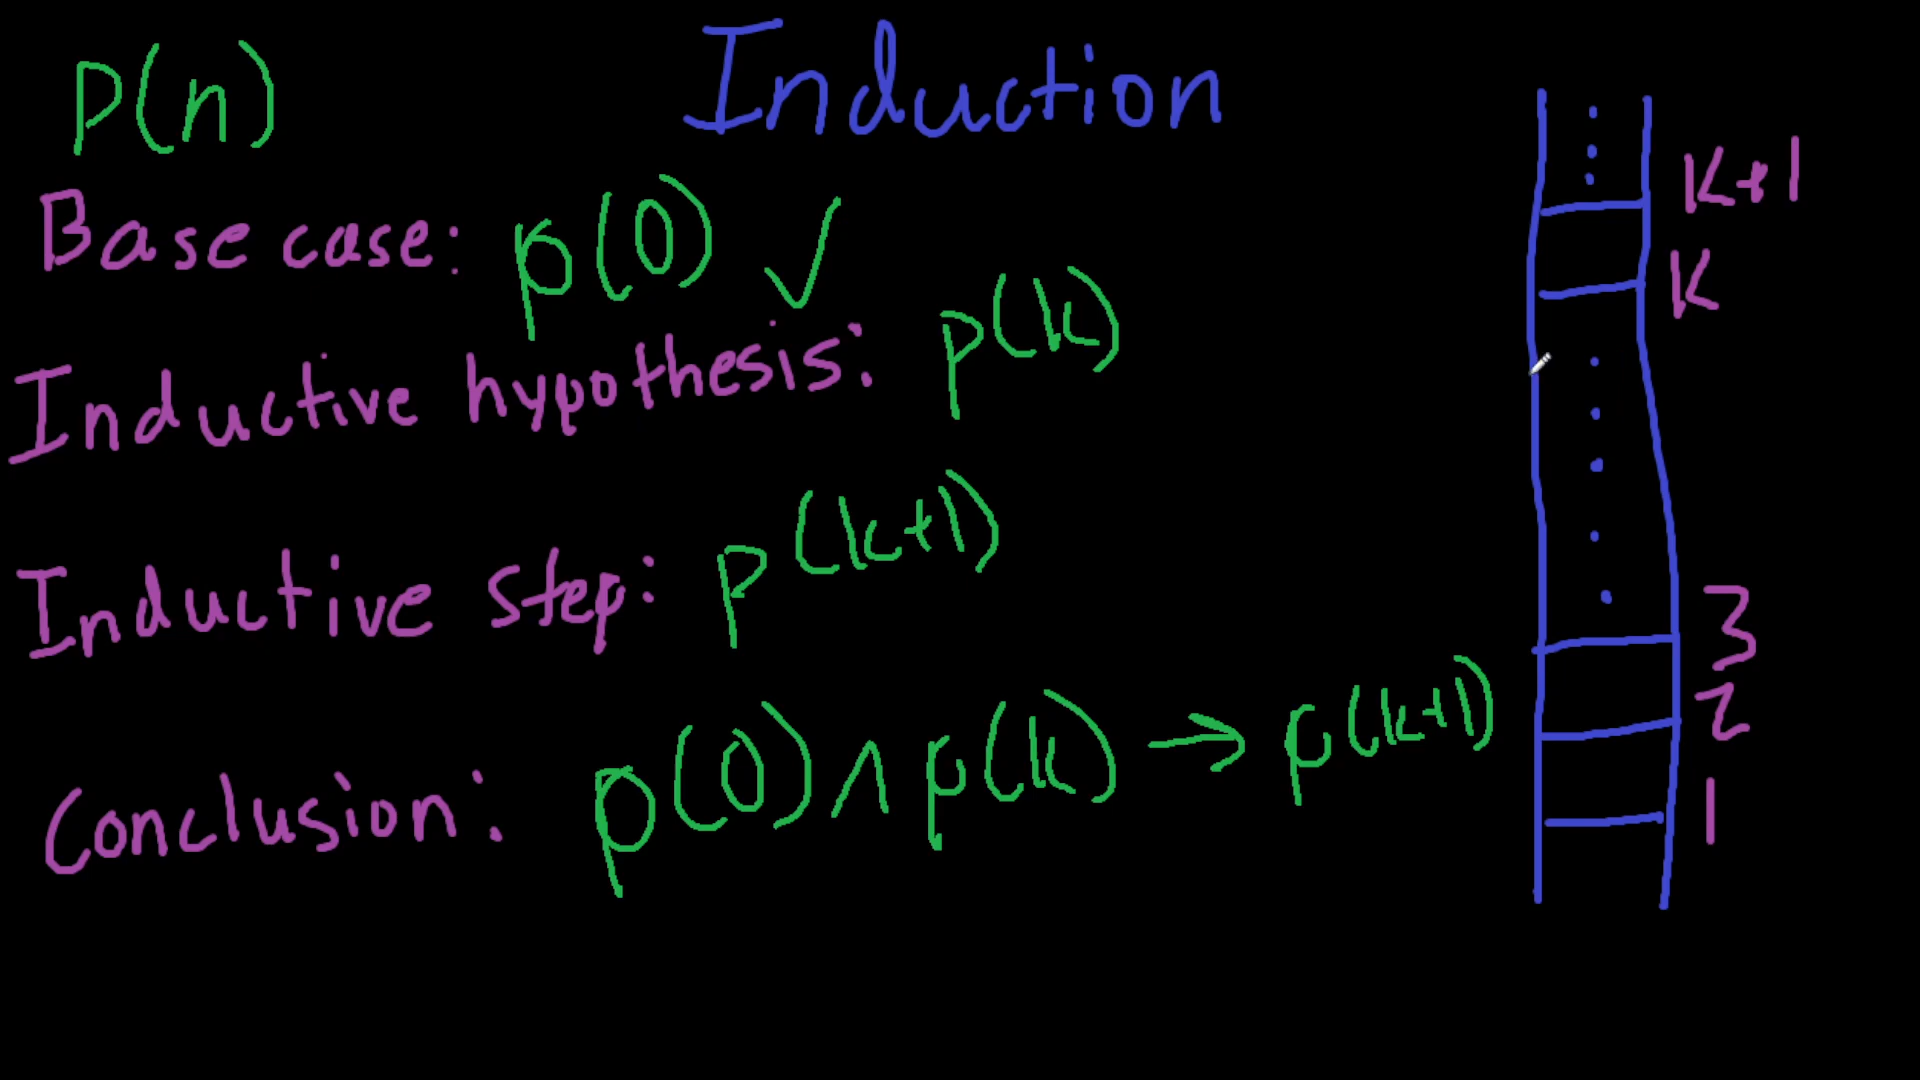 Induction
P(n)
Base case: p(0) ✓
Inductive hypothesis: p(k)
Inductive step: p(k+1)
Conclusion: p(0) ∧ p(k) → p(k+1)
K+1
K
3
2
1